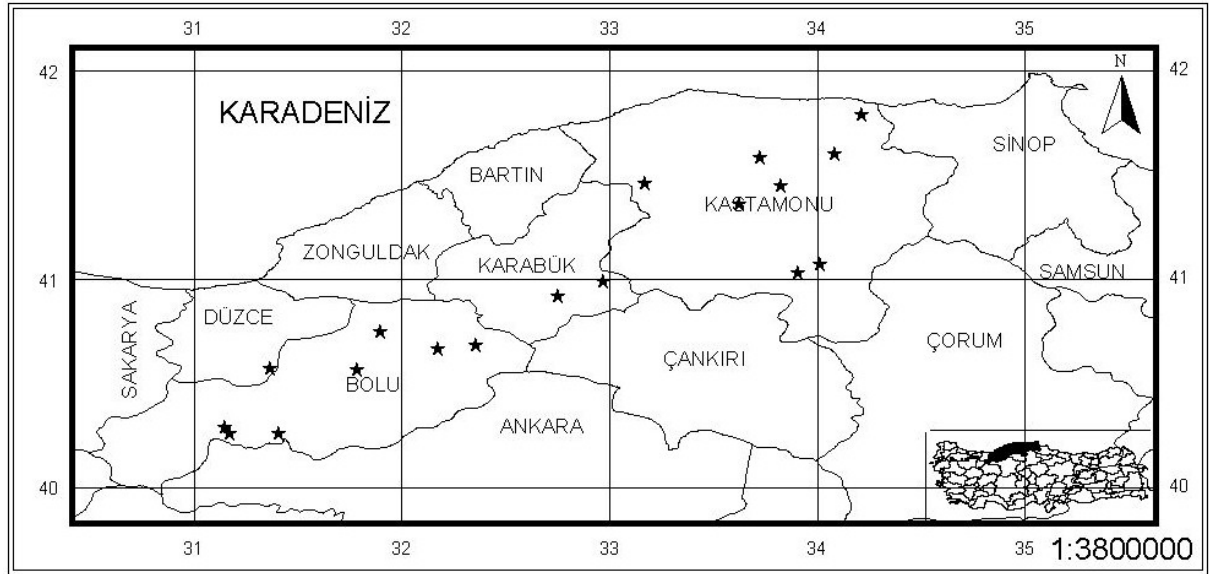 31 32 33 34 35
42 42
N
KARADENİZ
SİNOP
BARTIN
KASTAMONU
ZONGULDAK
KARABÜK
41 SAMSUN 41
DÜZCE
SAKARYA
ÇORUM
ÇANKIRI
BOLU
ANKARA
40 40
31 32 33 34 35
1:3800000